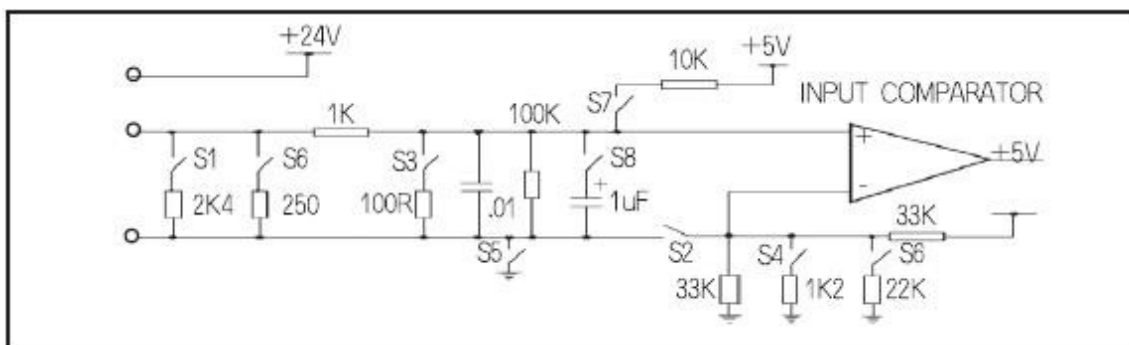 +24V
10K
+5V
S7
INPUT COMPARATOR
1K
100K
+
S1
S6
S3
S8
+5V
-
2K4
250
100R
.01
+
1uF
33K
S5
S2
S4
S6
33K
1K2
22K